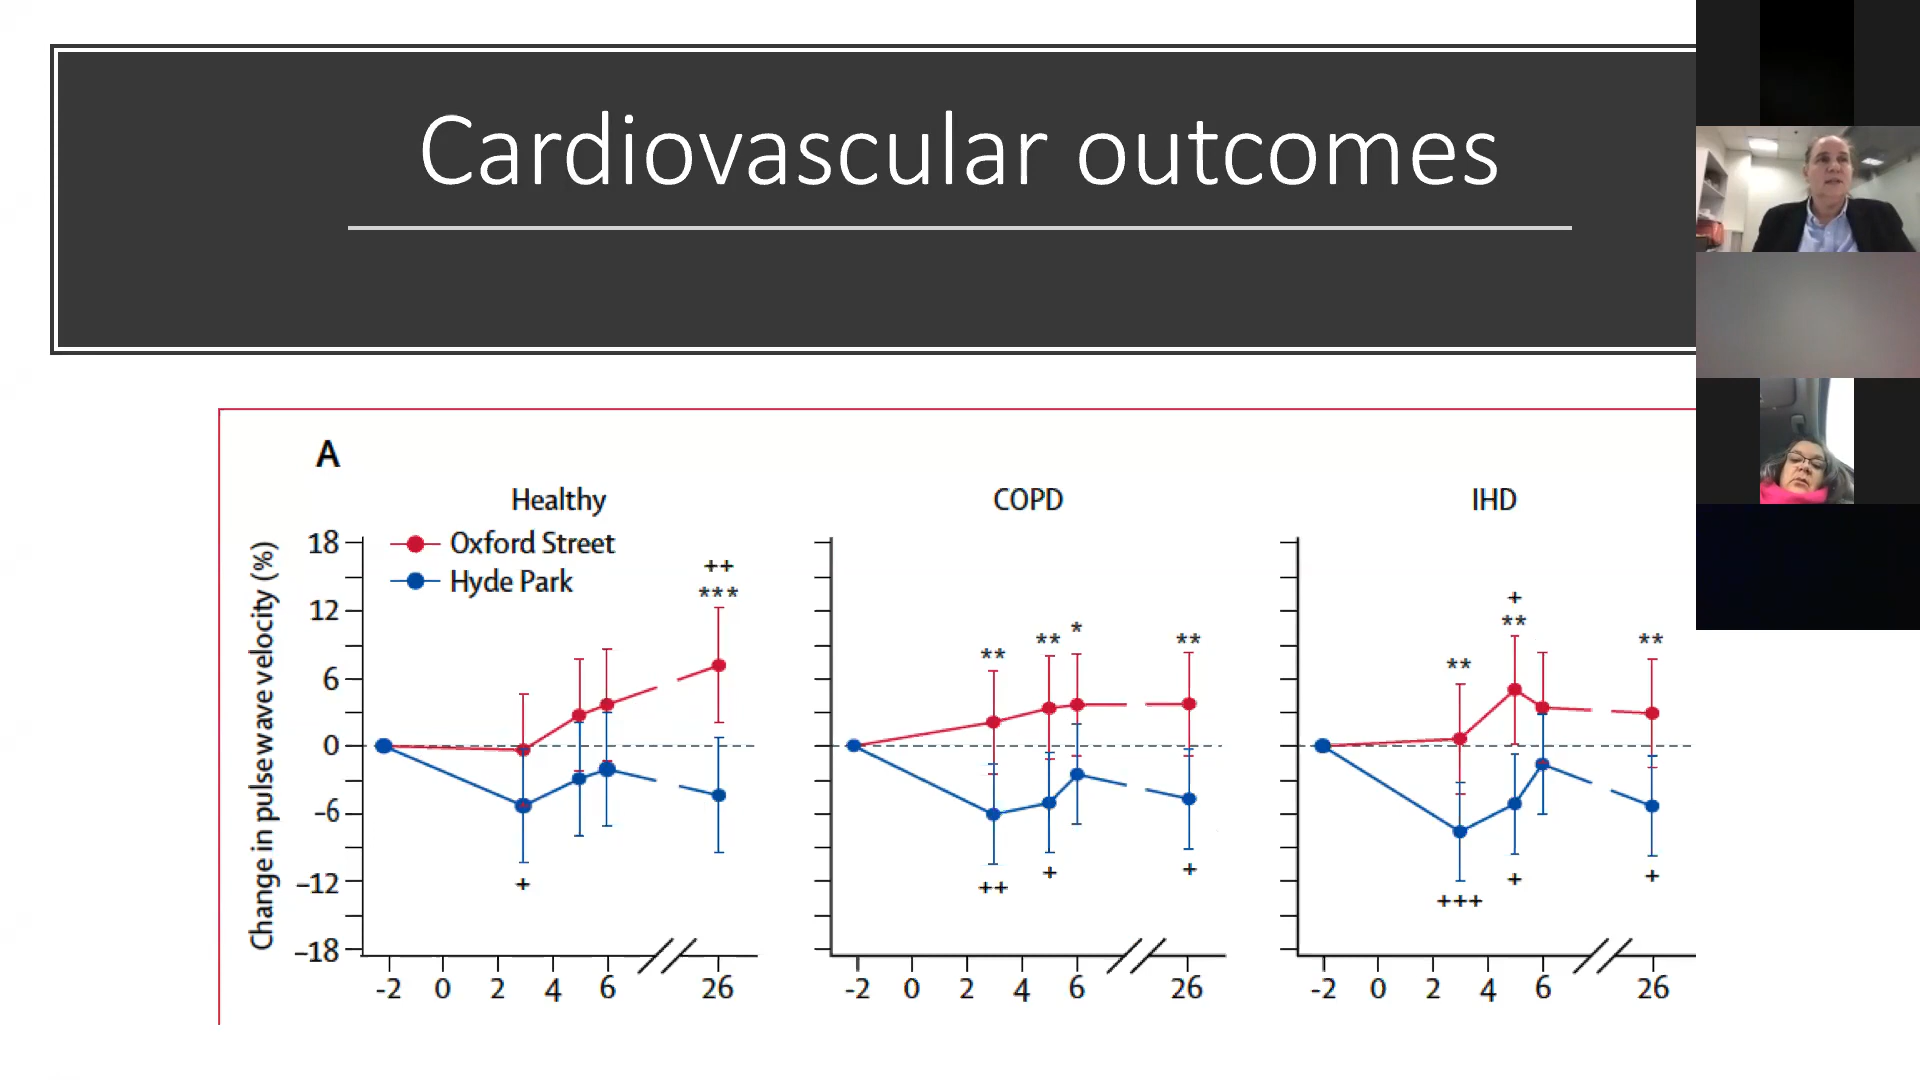 Cardiovascular outcomes
A
Healthy
COPD
IHD
Oxford Street
Hyde Park
Change in pulse wave velocity (%)
18
12
6
0
–6
–12
–18
++
***
+
**
**
*
**
++
+
+
**
+
**
**
+++
+
+
-2 0 2 4 6 26
-2 0 2 4 6 26
-2 0 2 4 6 26